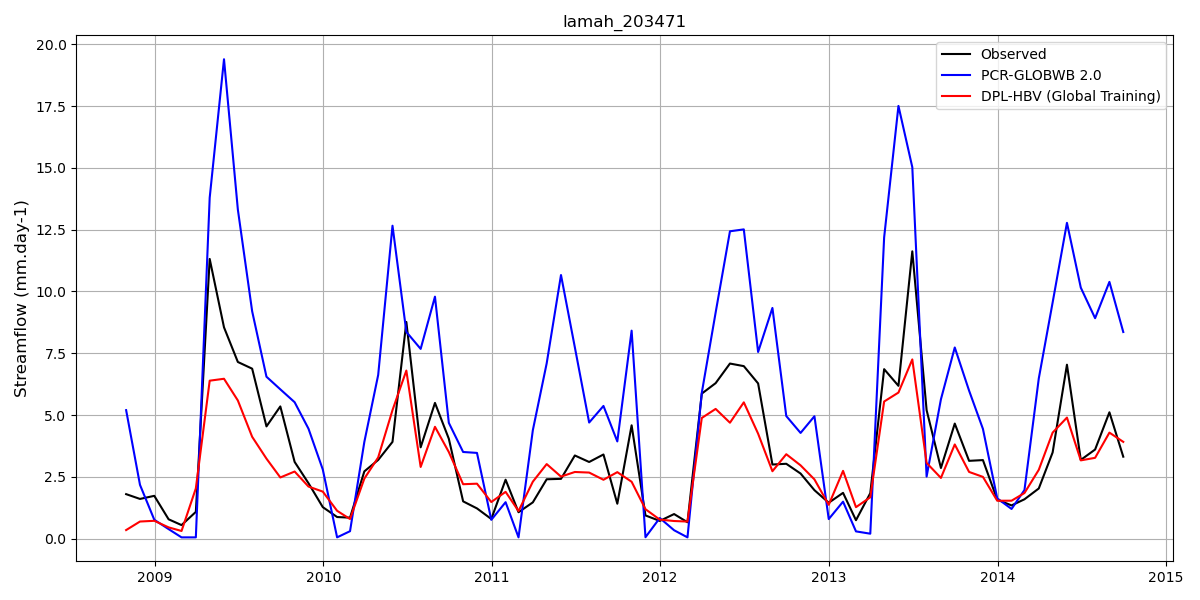 lamah_203471
Observed
PCR-GLOBWB 2.0
DPL-HBV (Global Training)
Streamflow (mm.day-1)
20.0
17.5
15.0
12.5
10.0
7.5
5.0
2.5
0.0
2009 2010 2011 2012 2013 2014 2015